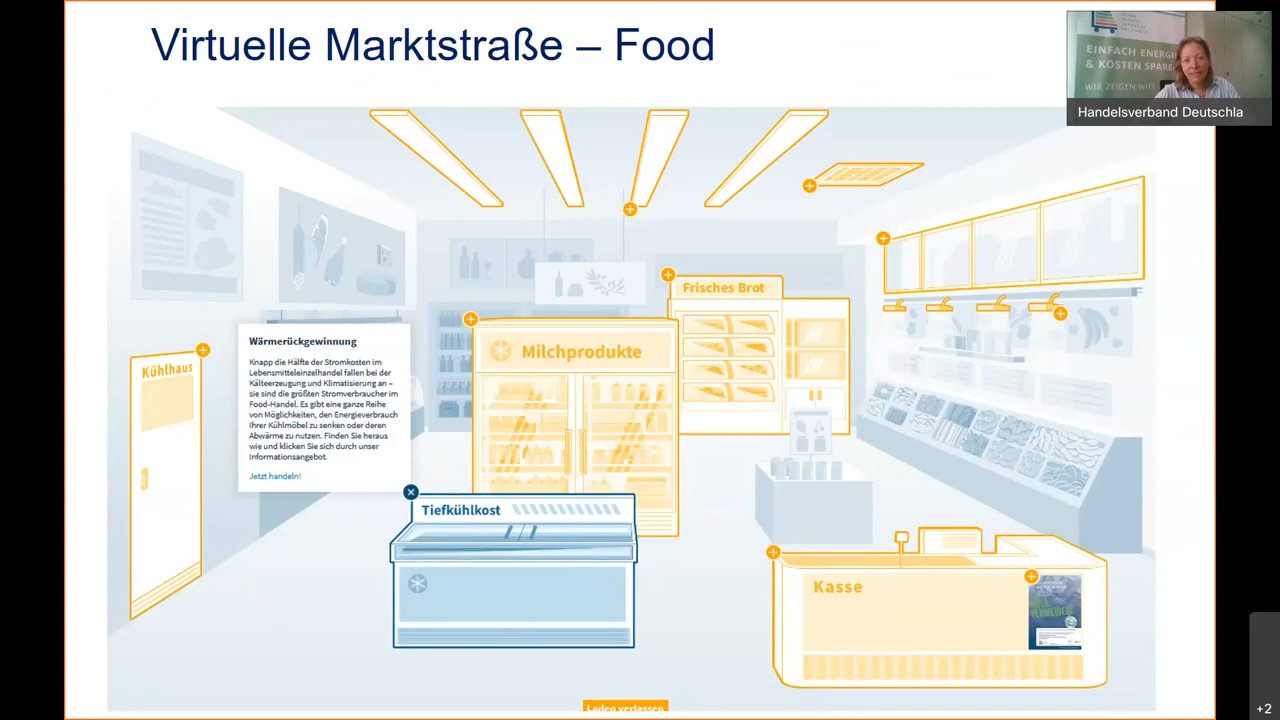 Virtuelle Marktstraße – Food
EINFACH ENERGIE
& KOSTEN SPARE
WIR ZEIGEN WIE!
Handelsverband Deutschla
Frisches Brot
Milchprodukte
Kühlhaus
Wärmerückgewinnung
Knapp die Hälfte der Stromkosten im
Lebensmitteleinzelhandel fallen bei der
Kälteerzeugung und Klimatisierung an –
sie sind die größten Stromverbraucher im
Food-Handel. Es gibt eine ganze Reihe
von Möglichkeiten, den Energieverbrauch
Ihrer Kühlmöbel zu senken oder deren
Abwärme zu nutzen. Finden Sie heraus
wie und klicken Sie sich durch unser
Informationsangebot.
Jetzt handeln!
Tiefkühlkost
Kasse
VERMEIDEN!
Laden verlassen
+2